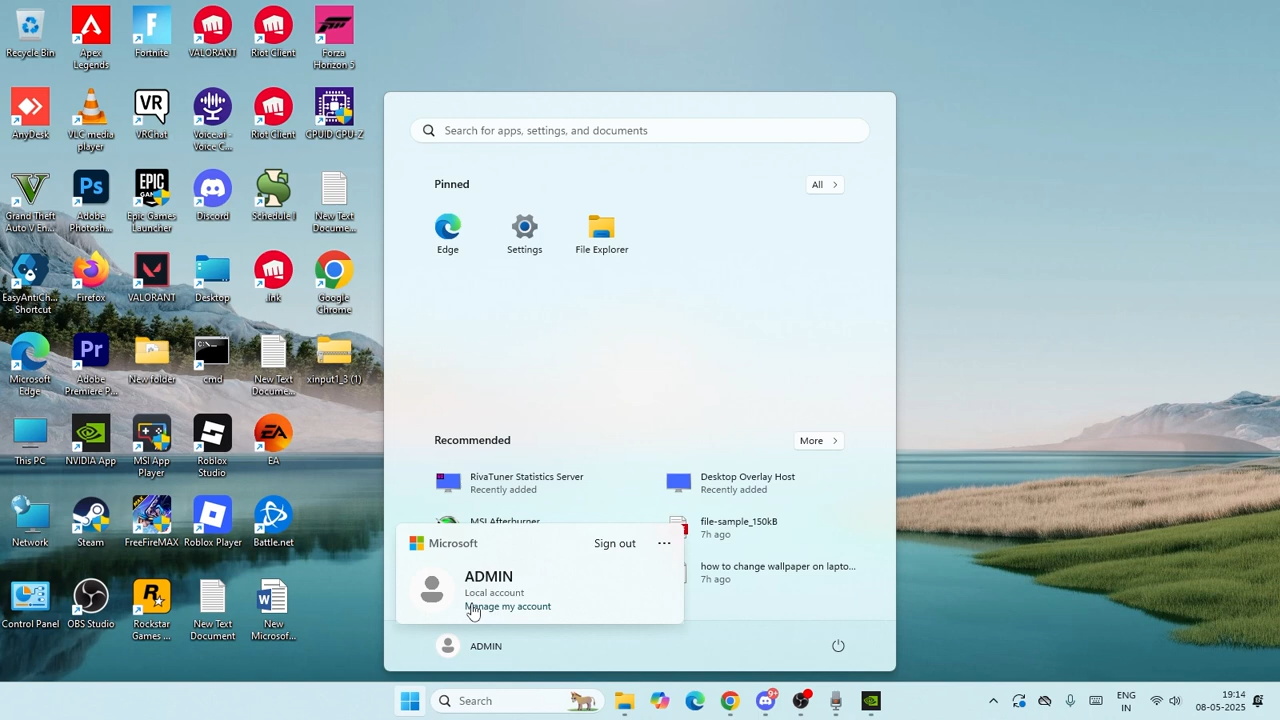 Recycle Bin
Apex
Legends
Fortnite
VALORANT
Riot Client
Forza
Horizon 5
AnyDesk
VLC media
player
VRChat
Voice.ai -
Voice C...
Riot Client
CPUID CPU-Z
Grand Theft
Auto V En...
Adobe
Photosh...
Epic Games
Launcher
Discord
Schedule I
New Text
Docume...
EasyAntiCh...
- Shortcut
Firefox
VALORANT
Desktop
.lnk
Google
Chrome
Microsoft
Edge
Adobe
Premiere P...
New folder
cmd
New Text
Docume...
xinput1_3 (1)
This PC
NVIDIA App
MSI App
Player
Roblox
Studio
EA
Network
Steam
FreeFireMAX
Roblox Player
Battle.net
Control Panel
OBS Studio
Rockstar
Games ...
New Text
Document
New
Microsof...
Search for apps, settings, and documents
Pinned
All
Edge
Settings
File Explorer
Recommended
More
RivaTuner Statistics Server
Recently added
Desktop Overlay Host
Recently added
MSI Afterburner
file-sample_150kB
7h ago
how to change wallpaper on lapto...
7h ago
Microsoft
Sign out
ADMIN
Local account
Manage my account
ADMIN
Search
9+
ENG
IN
19:14
08-05-2025